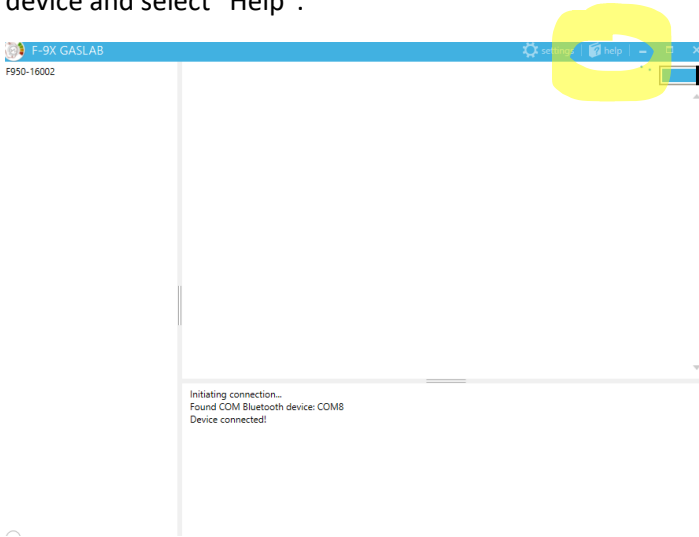 device and select "Help".
F-9X GASLAB
settings | help
F950-16002
Initiating connection...
Found COM Bluetooth device: COM8
Device connected!